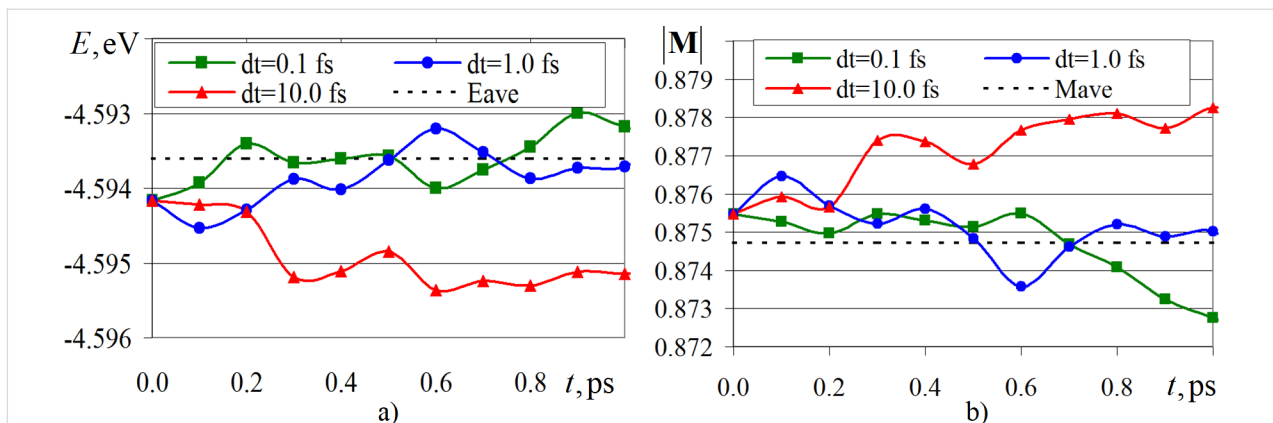 E, eV
dt=0.1 fs
dt=1.0 fs
dt=10.0 fs
Eave
-4.593
-4.594
-4.595
-4.596
0.0 0.2 0.4 0.6 0.8 t, ps
a)
|M|
dt=0.1 fs
dt=1.0 fs
dt=10.0 fs
Mave
0.879
0.878
0.877
0.876
0.875
0.874
0.873
0.872
0.0 0.2 0.4 0.6 0.8 t, ps
b)